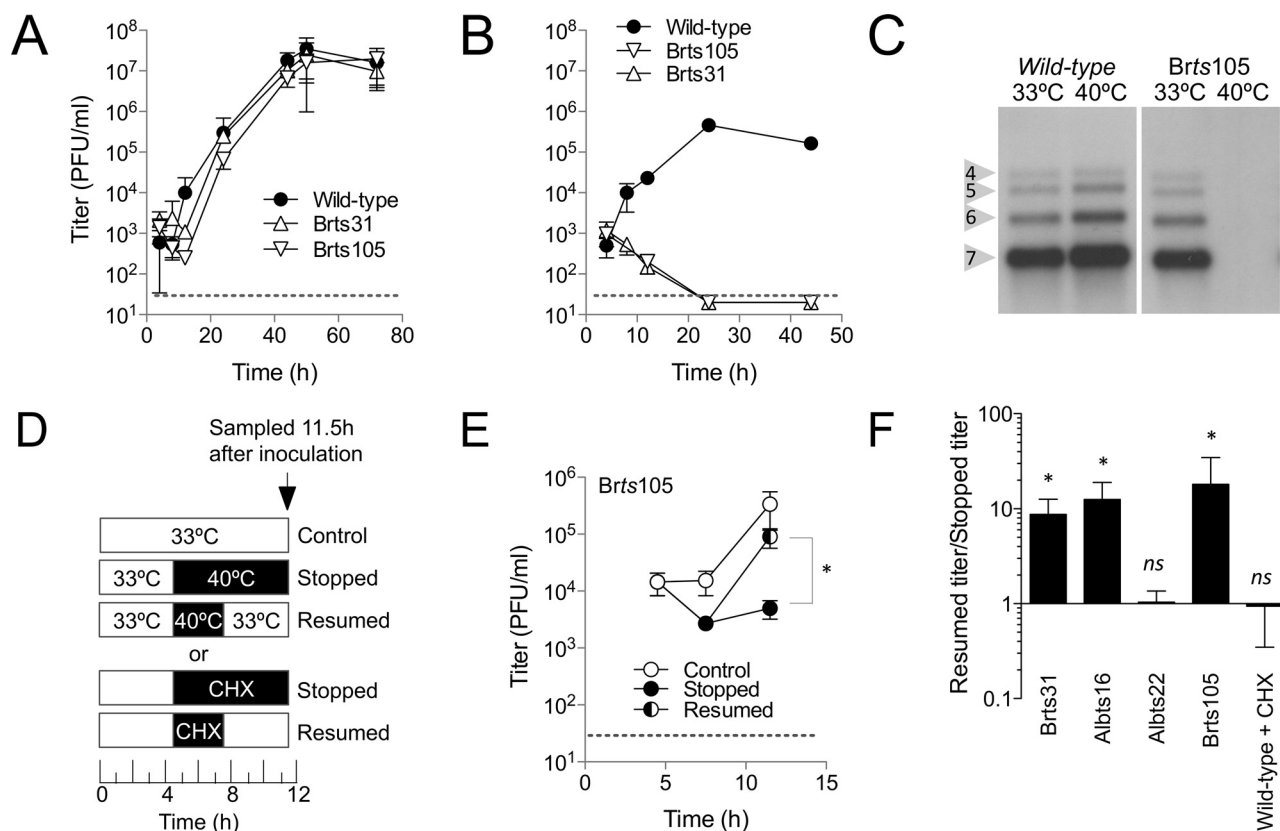 A
10⁸
10⁷
10⁶
10⁵
10⁴
10³
10²
10¹
Titer (PFU/ml)
Wild-type
Brts31
Brts105
0 20 40 60 80
Time (h)
B
10⁸
10⁷
10⁶
10⁵
10⁴
10³
10²
10¹
Wild-type
Brts105
Brts31
0 10 20 30 40 50
Time (h)
C
Wild-type Brts105
33ºC 40ºC 33ºC 40ºC
4
5
6
7
D
Sampled 11.5h
after inoculation
33ºC Control
33ºC 40ºC Stopped
33ºC 40ºC 33ºC Resumed
or
CHX Stopped
CHX Resumed
0 4 8 12
Time (h)
E
10⁶
10⁵
10⁴
10³
10²
10¹
Titer (PFU/ml)
Brts105
*
Control
Stopped
Resumed
0 5 10 15
Time (h)
F
Resumed titer/Stopped titer
100
10
1
0.1
* * ns * ns
Brts31
Albts16
Albts22
Brts105
Wild-type + CHX